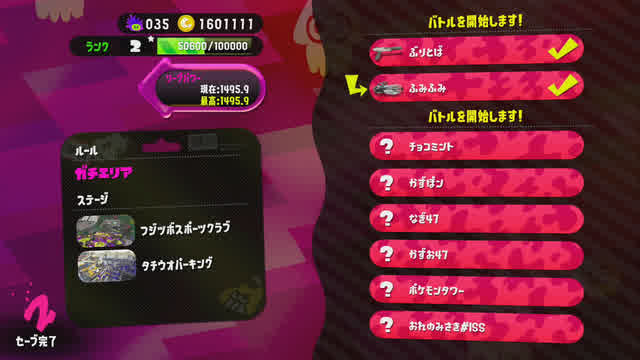 035 1601111
ランク 2 50600/100000
リーグパワー
現在:1495.9
最高:1495.9
ルール
ガチエリア
ステージ
フジツボスポーツクラブ
タチウオパーキング
セーブ完了
バトルを開始します!
ぷりとば
ふみふみ
バトルを開始します!
? チョコミント
? かずぽン
? なぎ47
? かずお47
? ポケモンタワー
? おれのみさき#ISS